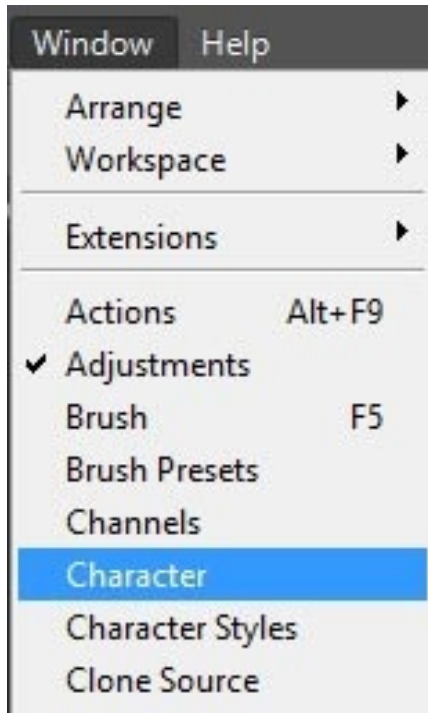 Window Help
Arrange
Workspace
Extensions
Actions Alt+F9
Adjustments
Brush F5
Brush Presets
Channels
Character
Character Styles
Clone Source